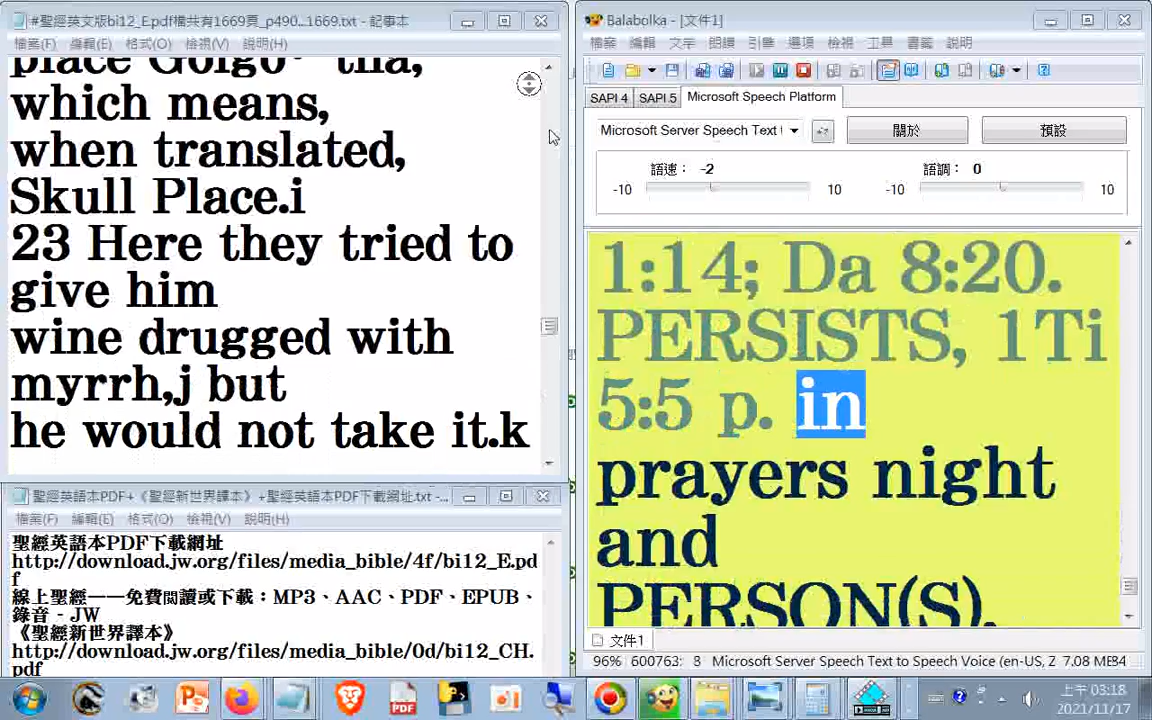 #聖經英文版bi12_E.pdf檔共有1669頁_p490...1669.txt - 記事本
檔案(F) 編輯(E) 格式(O) 檢視(V) 說明(H)
place Golgo· tha,
which means,
when translated,
Skull Place.i
23 Here they tried to
give him
wine drugged with
myrrh,j but
he would not take it.k
聖經英語本PDF+《聖經新世界譯本》+聖經英語本PDF下載網址.txt - ...
檔案(F) 編輯(E) 格式(O) 檢視(V) 說明(H)
聖經英語本PDF下載網址
http://download.jw.org/files/media_bible/4f/bi12_E.pd
f
線上聖經——免費閱讀或下載：MP3、AAC、PDF、EPUB、
錄音 - JW
《聖經新世界譯本》
http://download.jw.org/files/media_bible/0d/bi12_CH.
pdf
Balabolka - [文件1]
檔案 編輯 文字 朗讀 引擎 選項 檢視 工具 書籤 說明
SAPI 4 SAPI 5 Microsoft Speech Platform
Microsoft Server Speech Text 關於 預設
語速： -2 語調： 0
-10 10 -10 10
1:14; Da 8:20.
PERSISTS, 1Ti
5:5 p. in
prayers night
and
PERSON(S),
文件1
96% 600763: 8 Microsoft Server Speech Text to Speech Voice (en-US, Z 7.08 MB
PDF
上午 03:18
2021/11/17